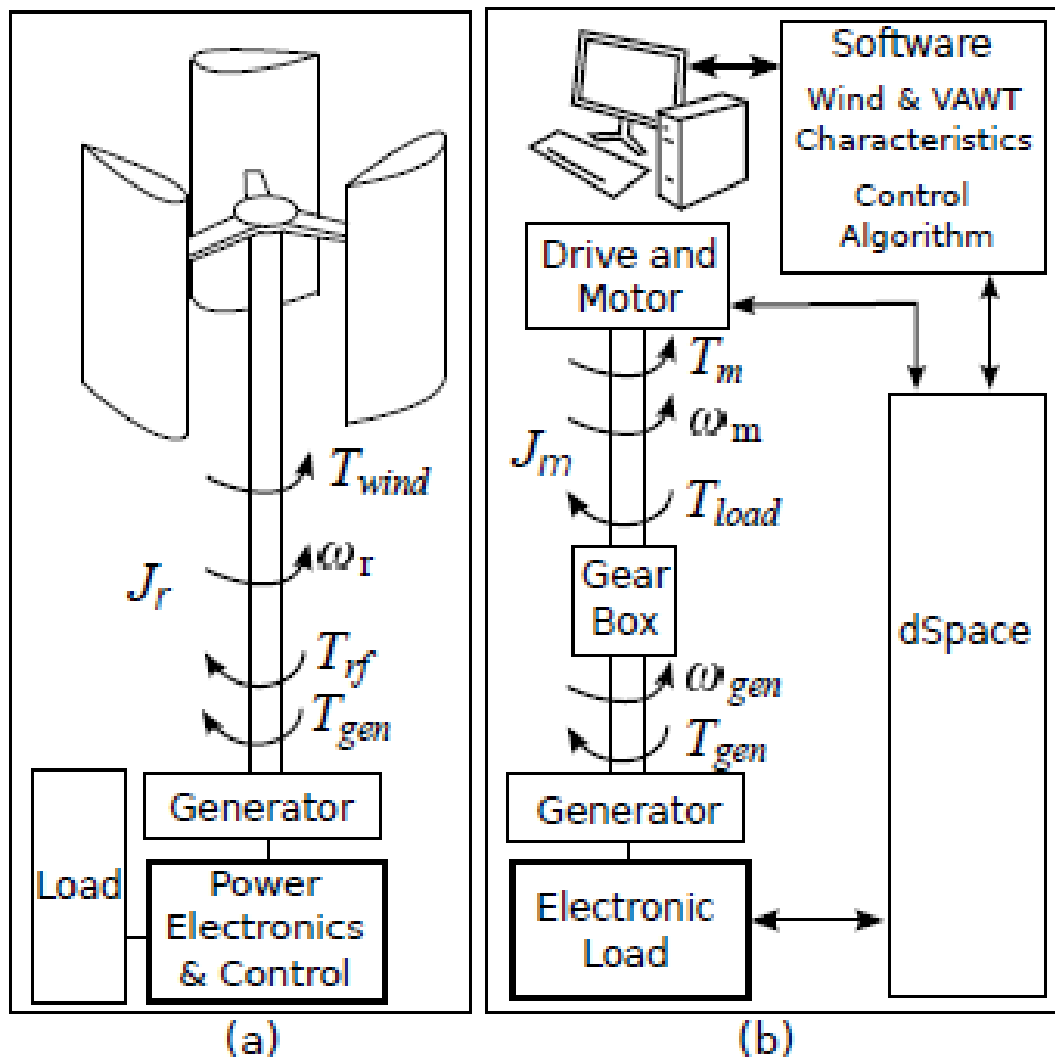 T_wind
ω_r
J_r
T_rf
T_gen
Generator
Load
Power
Electronics
& Control
(a)
Software
Wind & VAWT
Characteristics
Control
Algorithm
Drive and
Motor
T_m
ω_m
J_m
T_load
Gear
Box
dSpace
ω_gen
T_gen
Generator
Electronic
Load
(b)